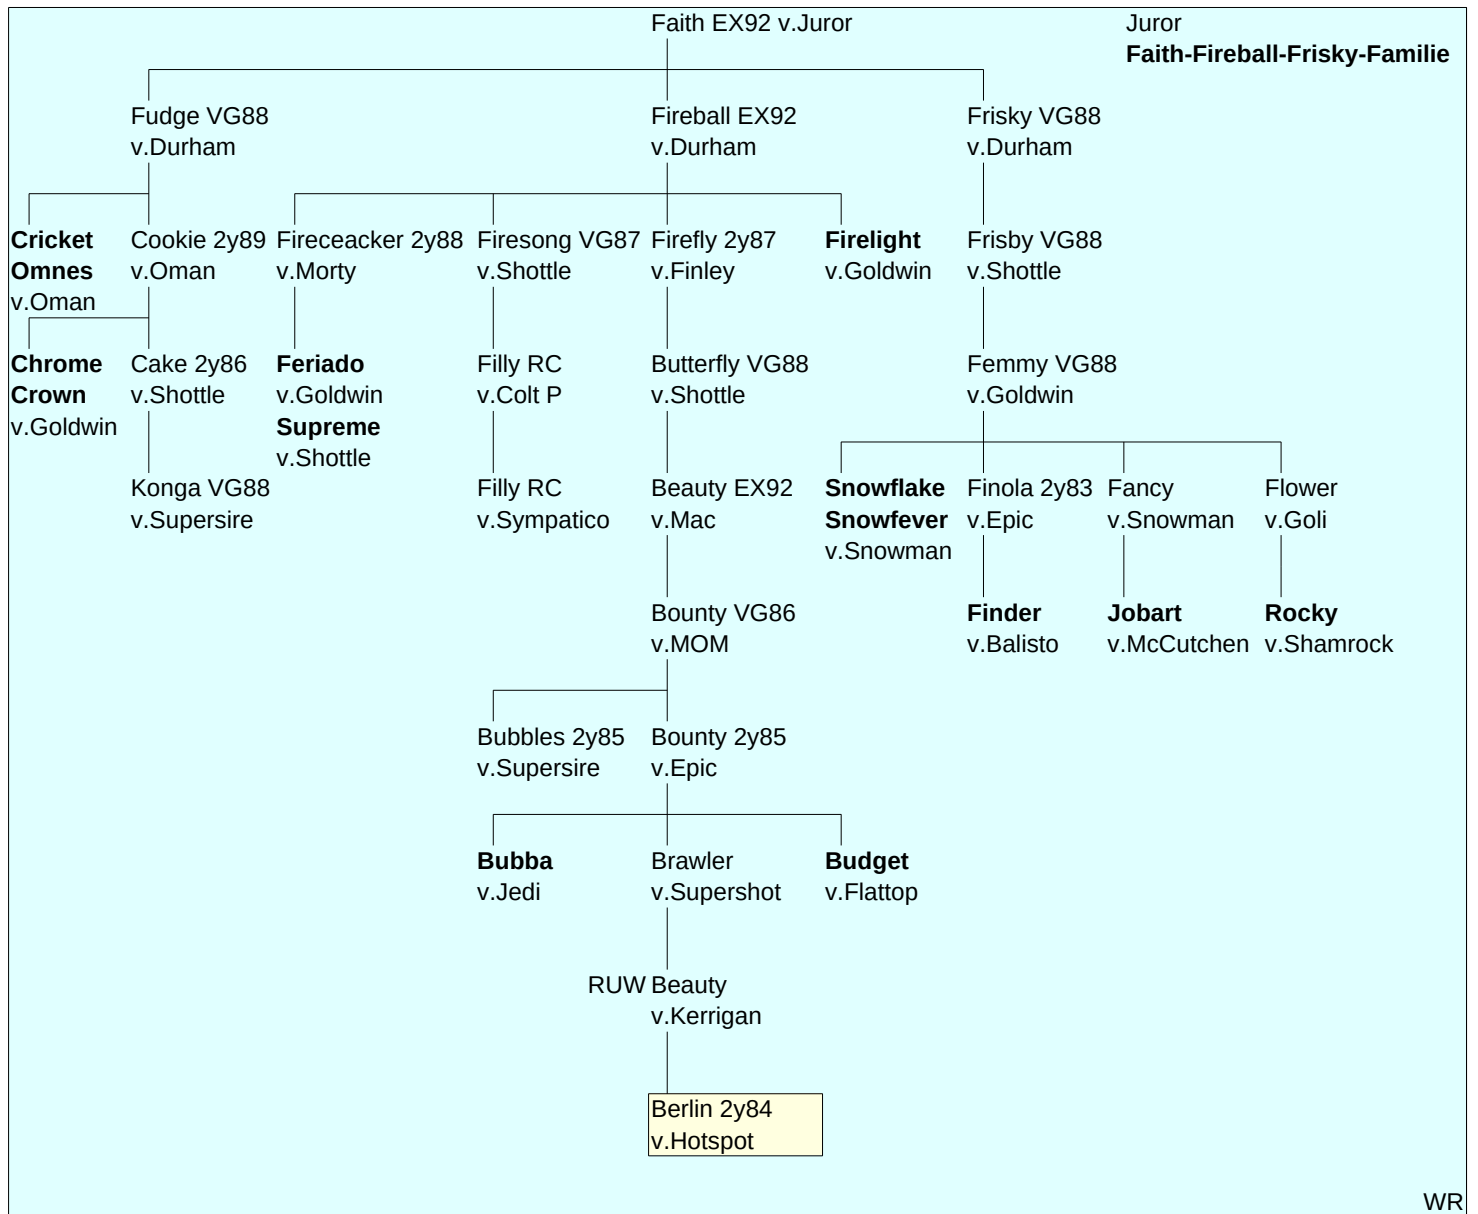 Faith EX92 v.Juror
Juror
Faith-Fireball-Frisky-Familie
Fudge VG88
v.Durham
Fireball EX92
v.Durham
Frisky VG88
v.Durham
Cricket
Omnes
v.Oman
Cookie 2y89
v.Oman
Fireceacker 2y88
v.Morty
Firesong VG87
v.Shottle
Firefly 2y87
v.Finley
Firelight
v.Goldwin
Frisby VG88
v.Shottle
Chrome
Crown
v.Goldwin
Cake 2y86
v.Shottle
Feriado
v.Goldwin
Supreme
v.Shottle
Filly RC
v.Colt P
Butterfly VG88
v.Shottle
Femmy VG88
v.Goldwin
Konga VG88
v.Supersire
Filly RC
v.Sympatico
Beauty EX92
v.Mac
Snowflake
Snowfever
v.Snowman
Finola 2y83
v.Epic
Fancy
v.Snowman
Flower
v.Goli
Bounty VG86
v.MOM
Finder
v.Balisto
Jobart
v.McCutchen
Rocky
v.Shamrock
Bubbles 2y85
v.Supersire
Bounty 2y85
v.Epic
Bubba
v.Jedi
Brawler
v.Supershot
Budget
v.Flattop
RUW Beauty
v.Kerrigan
Berlin 2y84
v.Hotspot
WR